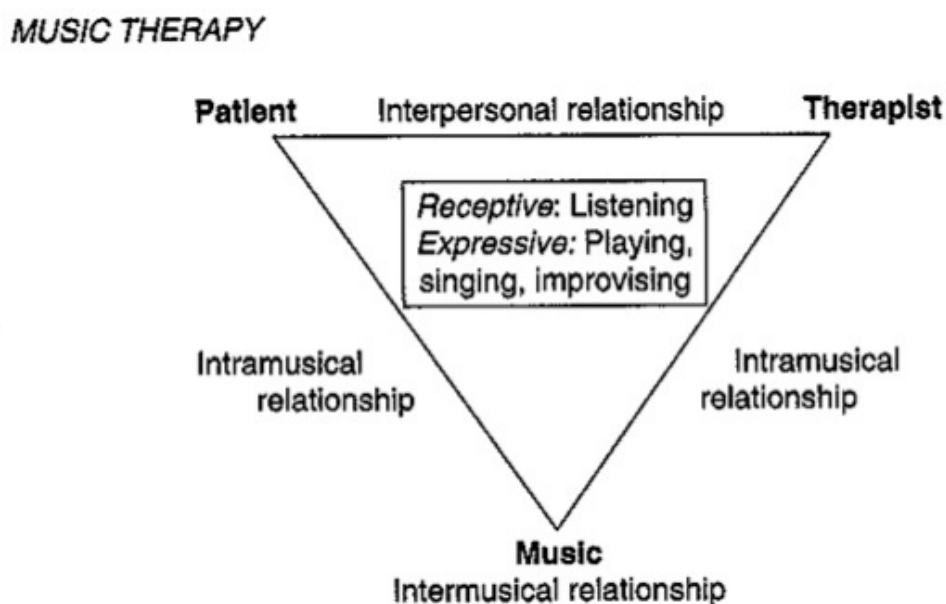 MUSIC THERAPY
Patient Interpersonal relationship Therapist
Receptive: Listening
Expressive: Playing,
singing, improvising
Intramusical
relationship
Intramusical
relationship
Music
Intermusical relationship